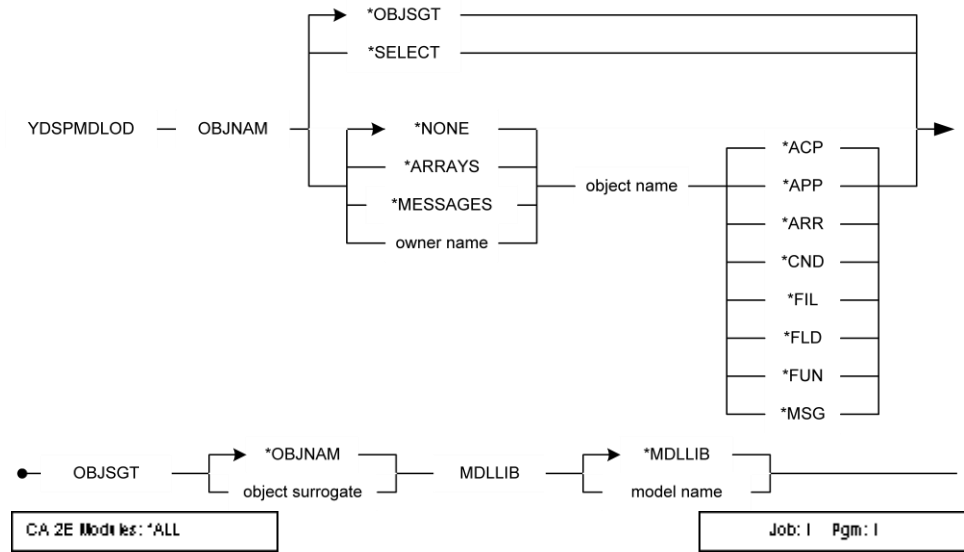 *OBJSGT
*SELECT
YDSPMDLOD OBJNAM
*NONE
*ARRAYS
*MESSAGES
owner name
object name
*ACP
*APP
*ARR
*CND
*FIL
*FLD
*FUN
*MSG
OBJSGT
*OBJNAM
object surrogate
MDLLIB
*MDLLIB
model name
CA 2E Modules: *ALL
Job: I Pgm: I